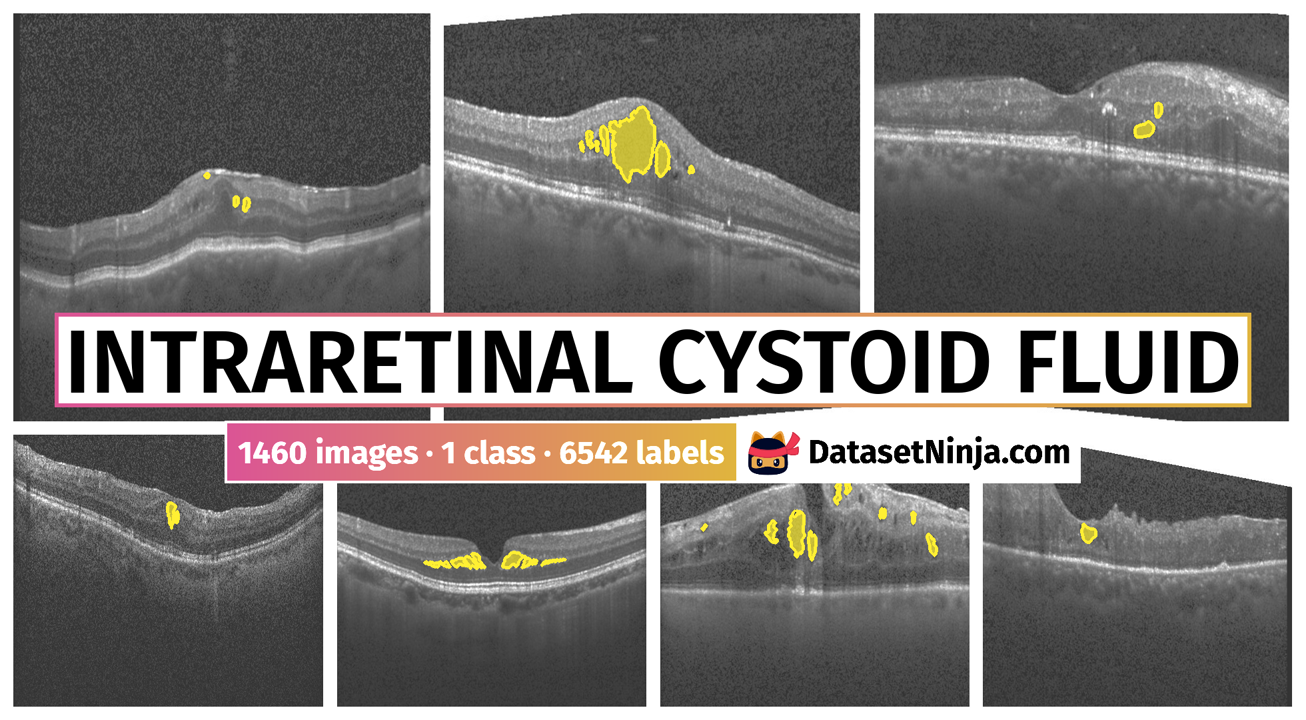 INTRARETINAL CYSTOID FLUID
1460 images · 1 class · 6542 labels
DatasetNinja.com